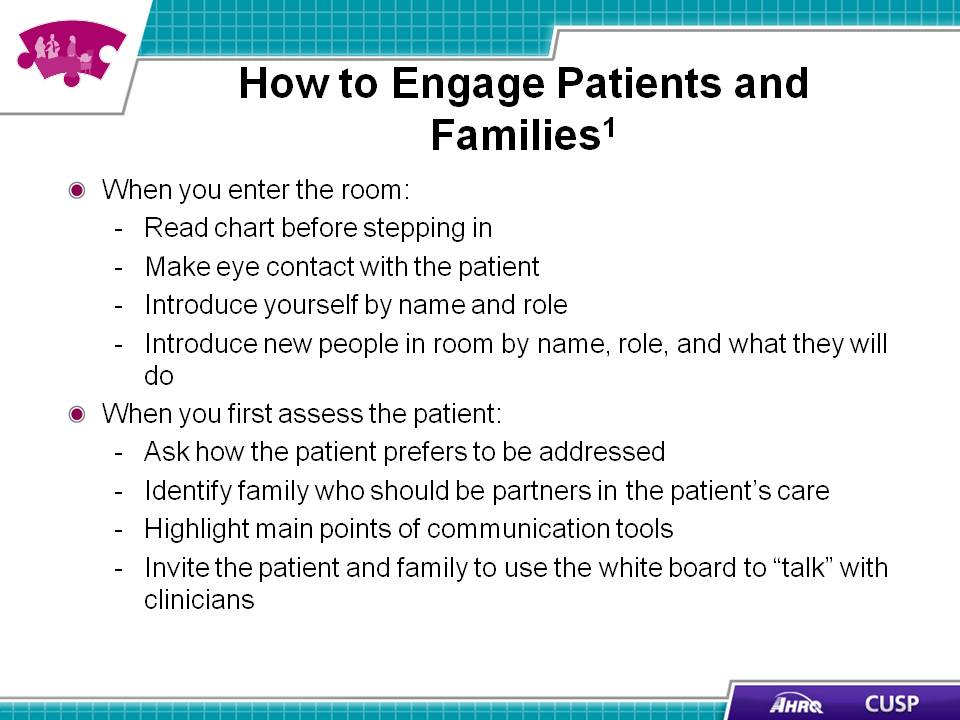 How to Engage Patients and
Families¹
When you enter the room:
- Read chart before stepping in
- Make eye contact with the patient
- Introduce yourself by name and role
- Introduce new people in room by name, role, and what they will
do
When you first assess the patient:
- Ask how the patient prefers to be addressed
- Identify family who should be partners in the patient’s care
- Highlight main points of communication tools
- Invite the patient and family to use the white board to “talk” with
clinicians
AHRQ CUSP